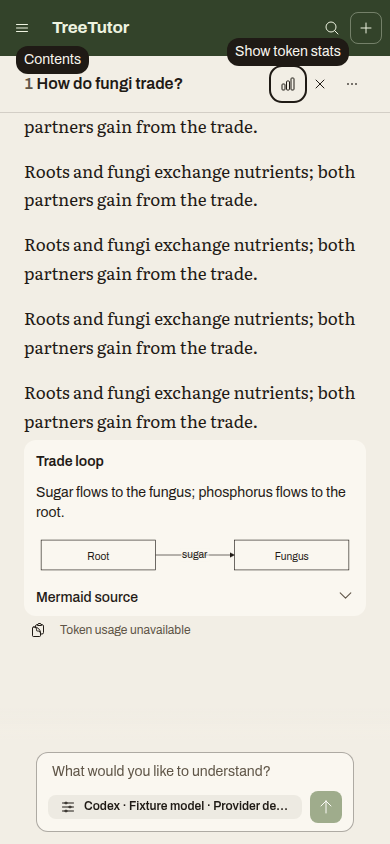 TreeTutor
Contents
Show token stats
1 How do fungi trade?
partners gain from the trade.
Roots and fungi exchange nutrients; both
partners gain from the trade.
Roots and fungi exchange nutrients; both
partners gain from the trade.
Roots and fungi exchange nutrients; both
partners gain from the trade.
Roots and fungi exchange nutrients; both
partners gain from the trade.
Trade loop
Sugar flows to the fungus; phosphorus flows to the
root.
Root sugar Fungus
Mermaid source
Token usage unavailable
What would you like to understand?
Codex · Fixture model · Provider de...